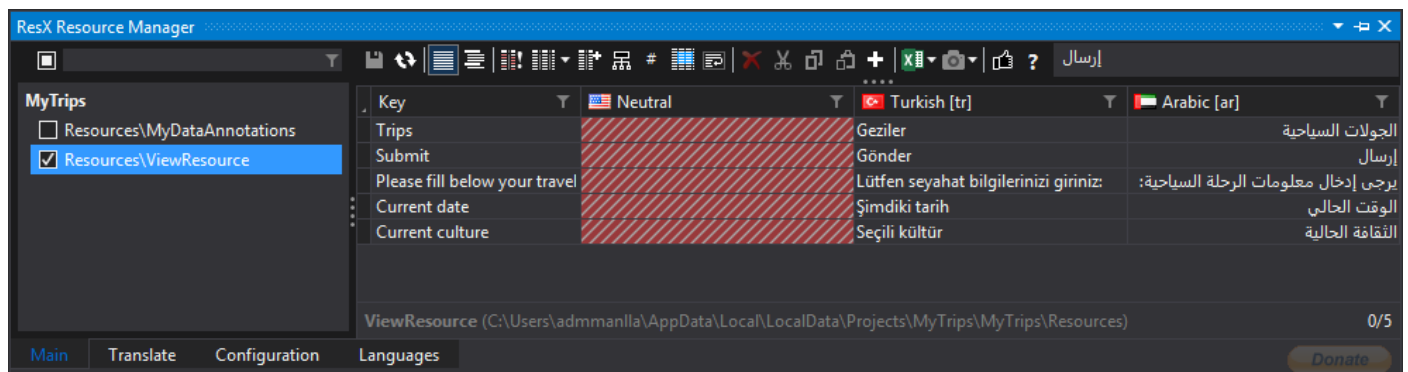 ResX Resource Manager
إرسال
MyTrips
Resources\MyDataAnnotations
Resources\ViewResource
Key Neutral Turkish [tr] Arabic [ar]
Trips Geziler الجولات السياحية
Submit Gönder إرسال
Please fill below your travel Lütfen seyahat bilgilerinizi giriniz: يرجى إدخال معلومات الرحلة السياحية:
Current date Şimdiki tarih الوقت الحالي
Current culture Seçili kültür الثقافة الحالية
ViewResource (C:\Users\admmanlla\AppData\Local\LocalData\Projects\MyTrips\MyTrips\Resources) 0/5
Main Translate Configuration Languages Donate